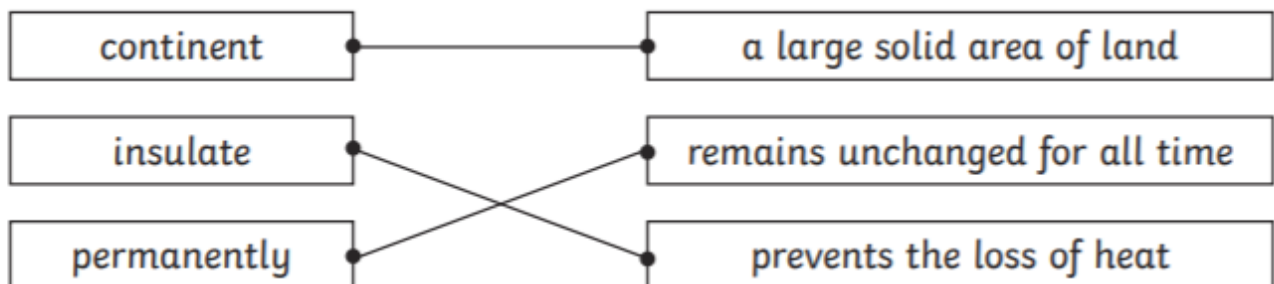 continent a large solid area of land
insulate remains unchanged for all time
permanently prevents the loss of heat